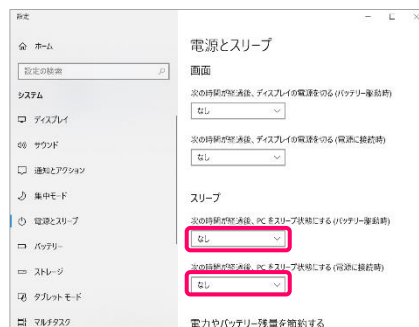 設定
ホーム
設定の検索
システム
ディスプレイ
サウンド
通知とアクション
集中モード
電源とスリープ
バッテリー
ストレージ
タブレット モード
マルチタスク
電源とスリープ
画面
次の時間が経過後、ディスプレイの電源を切る (バッテリー駆動時)
なし
次の時間が経過後、ディスプレイの電源を切る (電源に接続時)
なし
スリープ
次の時間が経過後、PC をスリープ状態にする (バッテリー駆動時)
なし
次の時間が経過後、PC をスリープ状態にする (電源に接続時)
なし
電力やバッテリー残量を節約する